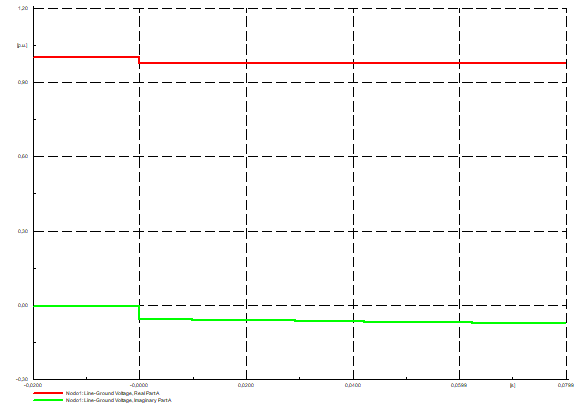 1,20
[p.u.]
0,90
0,60
0,30
0,00
-0,30
-0,0200 -0,0000 0,0200 0,0400 0,0599 [s] 0,0799
Nodo1: Line-Ground Voltage, Real Part A
Nodo1: Line-Ground Voltage, Imaginary Part A